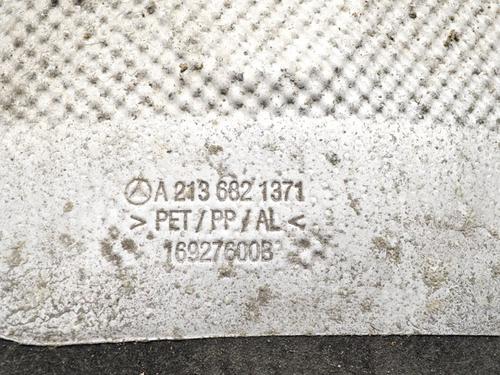 A 213 682 1371
> PET / PP / AL <
16927600B